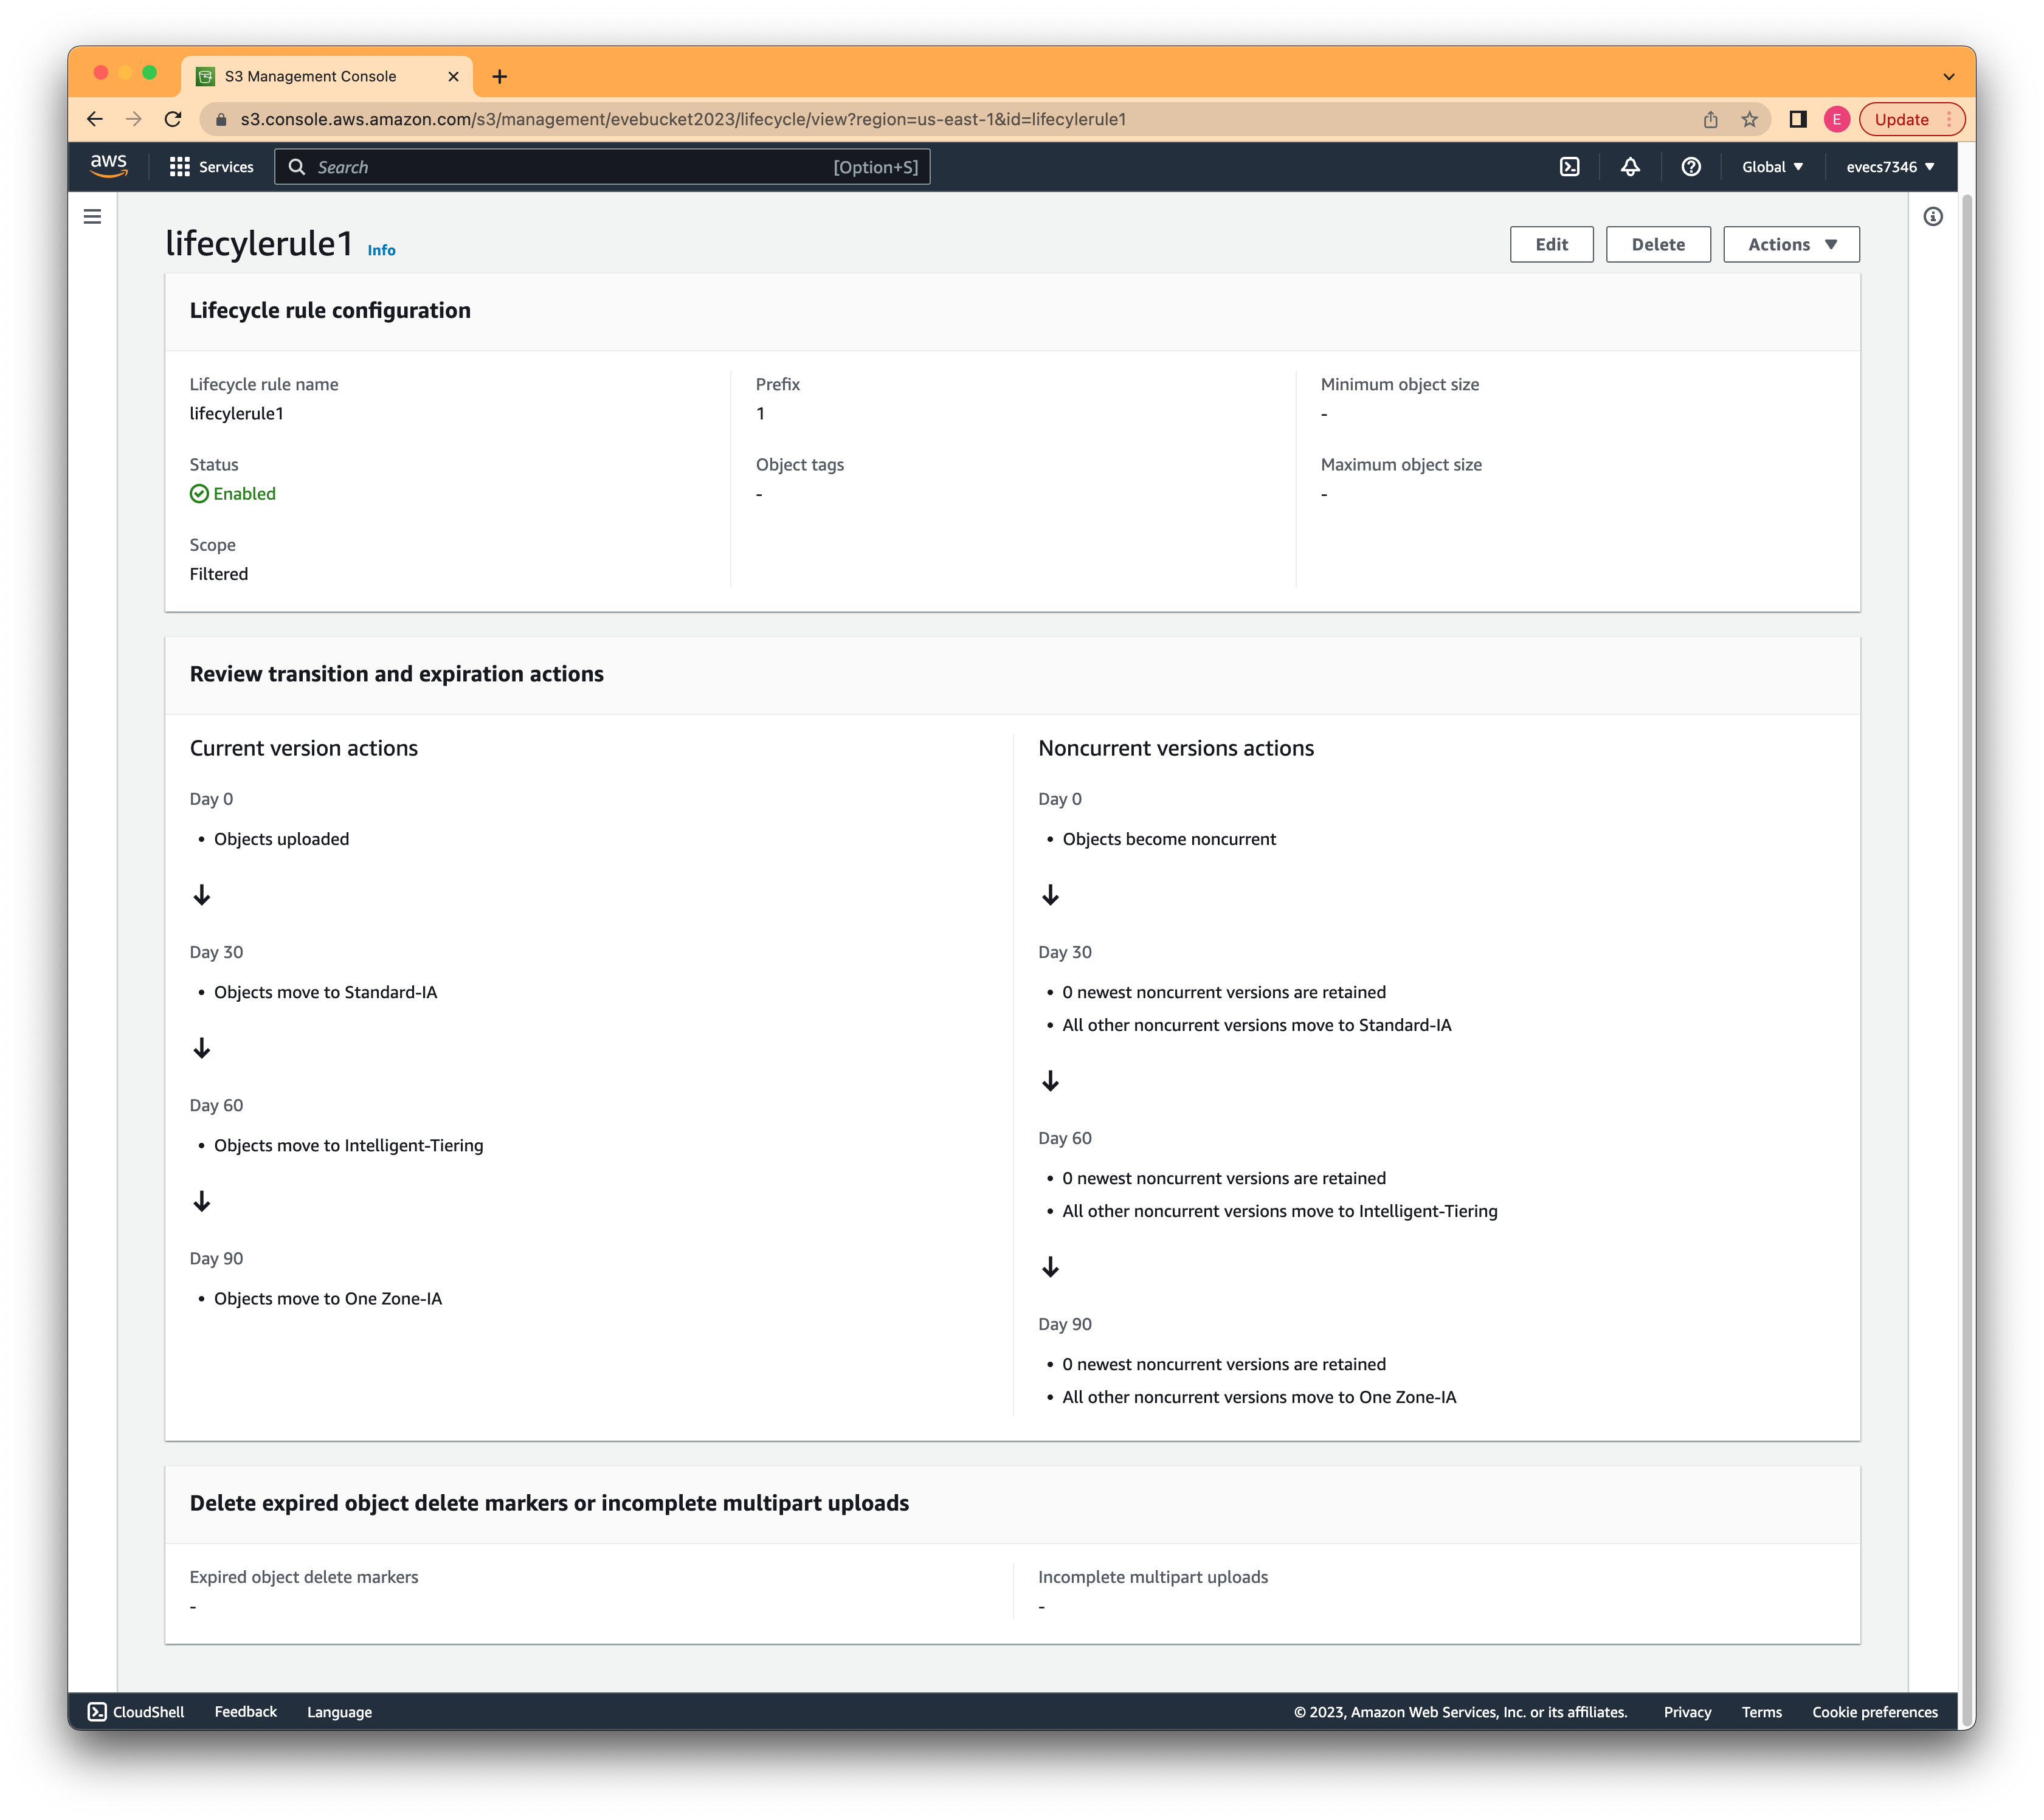 S3 Management Console
s3.console.aws.amazon.com/s3/management/evebucket2023/lifecycle/view?region=us-east-1&id=lifecylerule1
E
Update
aws
Services
Search
[Option+S]
Global
evecs7346
lifecylerule1 Info
Edit
Delete
Actions
Lifecycle rule configuration
Lifecycle rule name
lifecylerule1
Status
Enabled
Scope
Filtered
Prefix
1
Object tags
-
Minimum object size
-
Maximum object size
-
Review transition and expiration actions
Current version actions
Day 0
• Objects uploaded
Day 30
• Objects move to Standard-IA
Day 60
• Objects move to Intelligent-Tiering
Day 90
• Objects move to One Zone-IA
Noncurrent versions actions
Day 0
• Objects become noncurrent
Day 30
• 0 newest noncurrent versions are retained
• All other noncurrent versions move to Standard-IA
Day 60
• 0 newest noncurrent versions are retained
• All other noncurrent versions move to Intelligent-Tiering
Day 90
• 0 newest noncurrent versions are retained
• All other noncurrent versions move to One Zone-IA
Delete expired object delete markers or incomplete multipart uploads
Expired object delete markers
-
Incomplete multipart uploads
-
CloudShell
Feedback
Language
© 2023, Amazon Web Services, Inc. or its affiliates.
Privacy
Terms
Cookie preferences